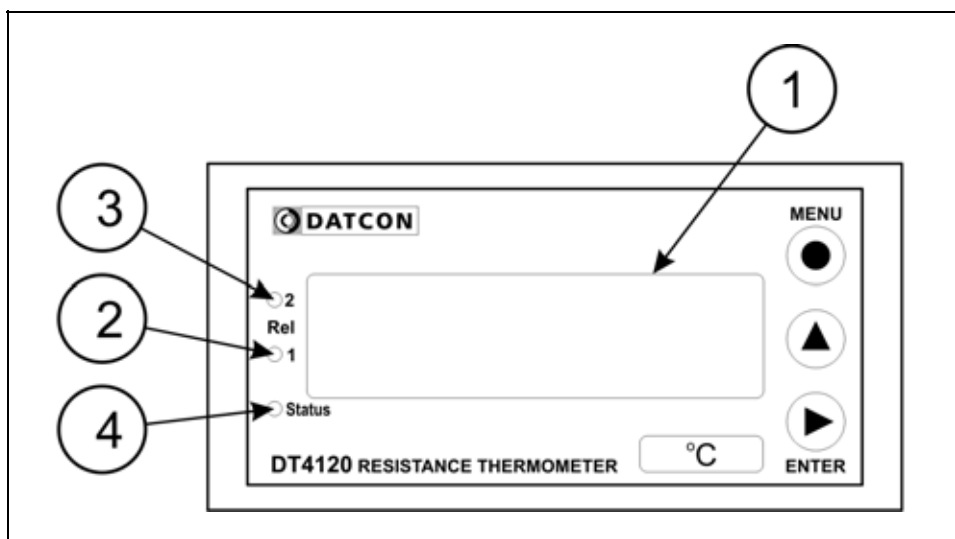 1
3
DATCON
MENU
2
2
Rel
1
4
Status
°C
DT4120 RESISTANCE THERMOMETER
ENTER